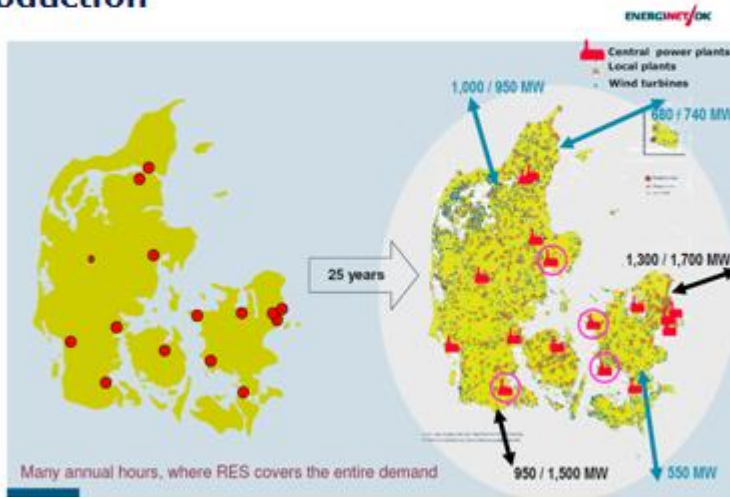 ENERGINET/DK
Central power plants
Local plants
Wind turbines
1,000 / 950 MW
680 / 740 MW
25 years
1,300 / 1,700 MW
Many annual hours, where RES covers the entire demand
950 / 1,500 MW
550 MW